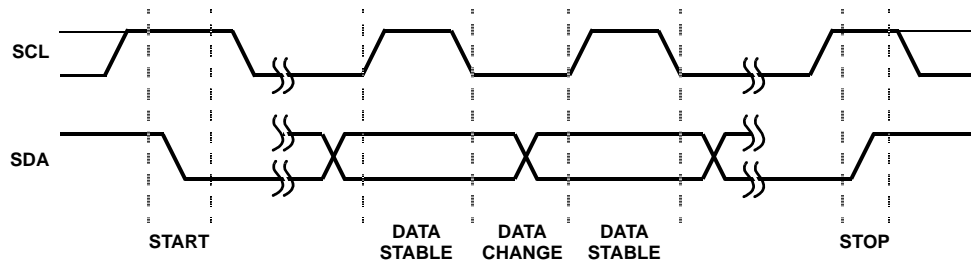 SCL
SDA
START
DATA
STABLE
DATA
CHANGE
DATA
STABLE
STOP